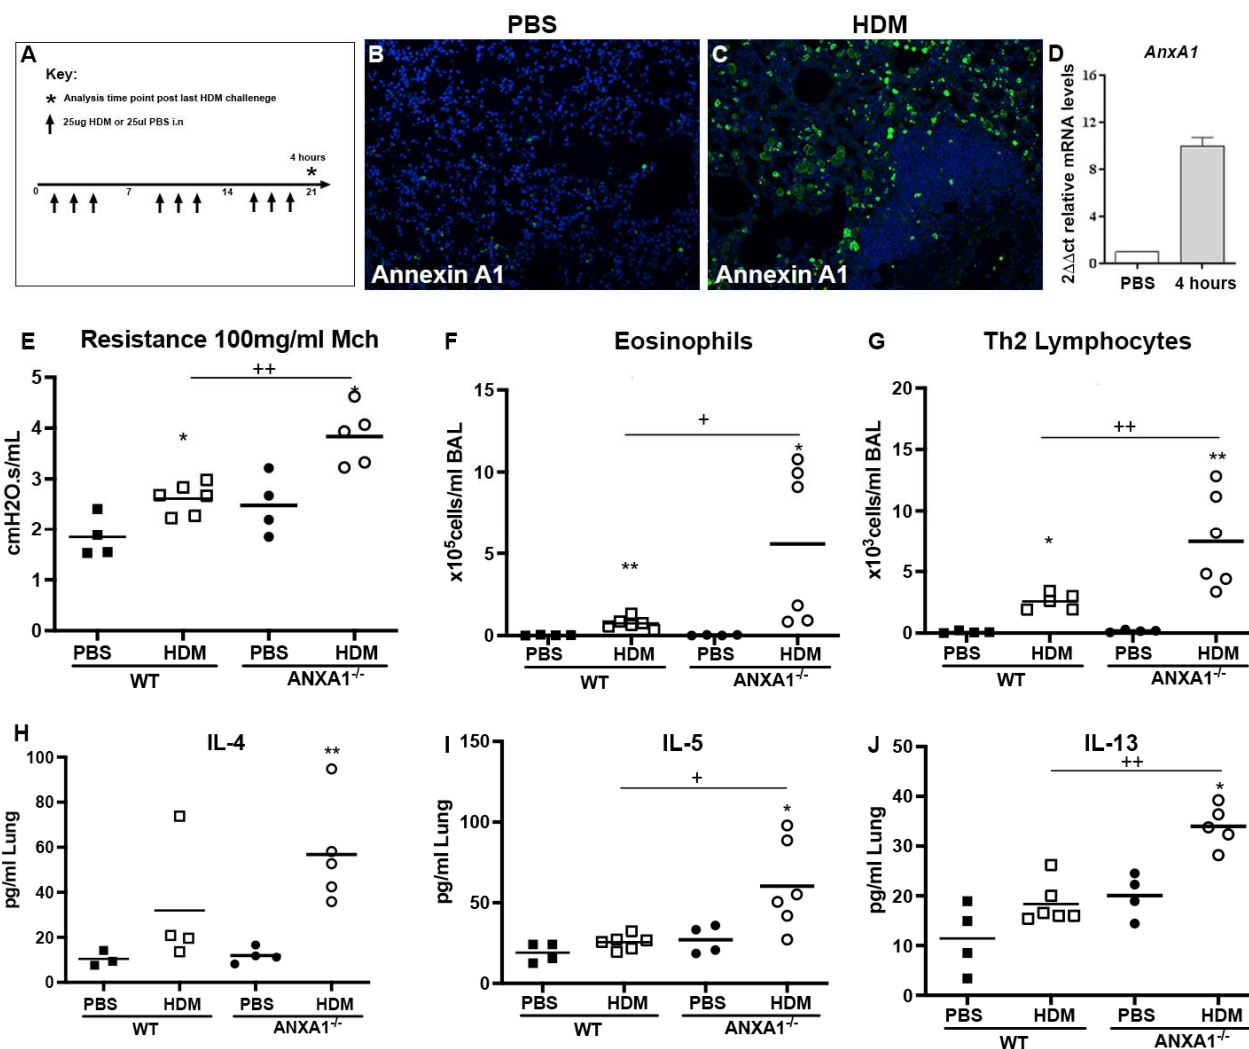 PBS
HDM
A
Key:
* Analysis time point post last HDM challenege
25ug HDM or 25ul PBS i.n
4 hours
*
0 7 14 21
B
Annexin A1
C
Annexin A1
D
AnxA1
2ΔΔct relative mRNA levels
16
12
8
4
0
PBS 4 hours
E
Resistance 100mg/ml Mch
cmH2O.s/mL
5
4
3
2
1
0
++
*
*
PBS HDM PBS HDM
WT ANXA1-/-
F
Eosinophils
x10⁵cells/ml BAL
15
10
5
0
+
*
**
PBS HDM PBS HDM
WT ANXA1-/-
G
Th2 Lymphocytes
x10³cells/ml BAL
20
15
10
5
0
++
**
*
PBS HDM PBS HDM
WT ANXA1-/-
H
IL-4
pg/ml Lung
100
80
60
40
20
0
**
PBS HDM PBS HDM
WT ANXA1-/-
I
IL-5
pg/ml Lung
150
100
50
0
+
*
PBS HDM PBS HDM
WT ANXA1-/-
J
IL-13
pg/ml Lung
50
40
30
20
10
0
++
*
PBS HDM PBS HDM
WT ANXA1-/-